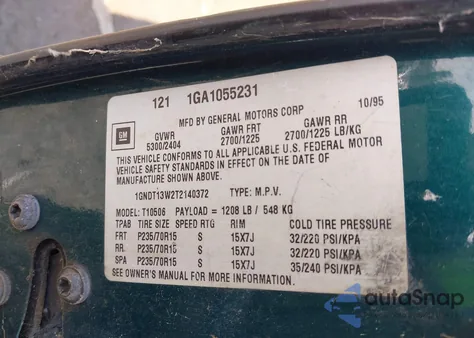 121 1GA1055231
MFD BY GENERAL MOTORS CORP 10/95
GM GVWR GAWR FRT GAWR RR
5300/2404 2700/1225 2700/1225 LB/KG
THIS VEHICLE CONFORMS TO ALL APPLICABLE U.S. FEDERAL MOTOR
VEHICLE SAFETY STANDARDS IN EFFECT ON THE DATE OF
MANUFACTURE SHOWN ABOVE.
1GNDT13W2T2140372 TYPE: M.P.V.
MODEL: T10506 PAYLOAD = 1208 LB / 548 KG
TPAB TIRE SIZE SPEED RTG RIM COLD TIRE PRESSURE
FRT P235/70R15 S 15X7J 32/220 PSI/KPA
RR P235/70R15 S 15X7J 32/220 PSI/KPA
SPA P235/70R15 S 15X7J 35/240 PSI/KPA
SEE OWNER'S MANUAL FOR MORE INFORMATION.
autoSnap